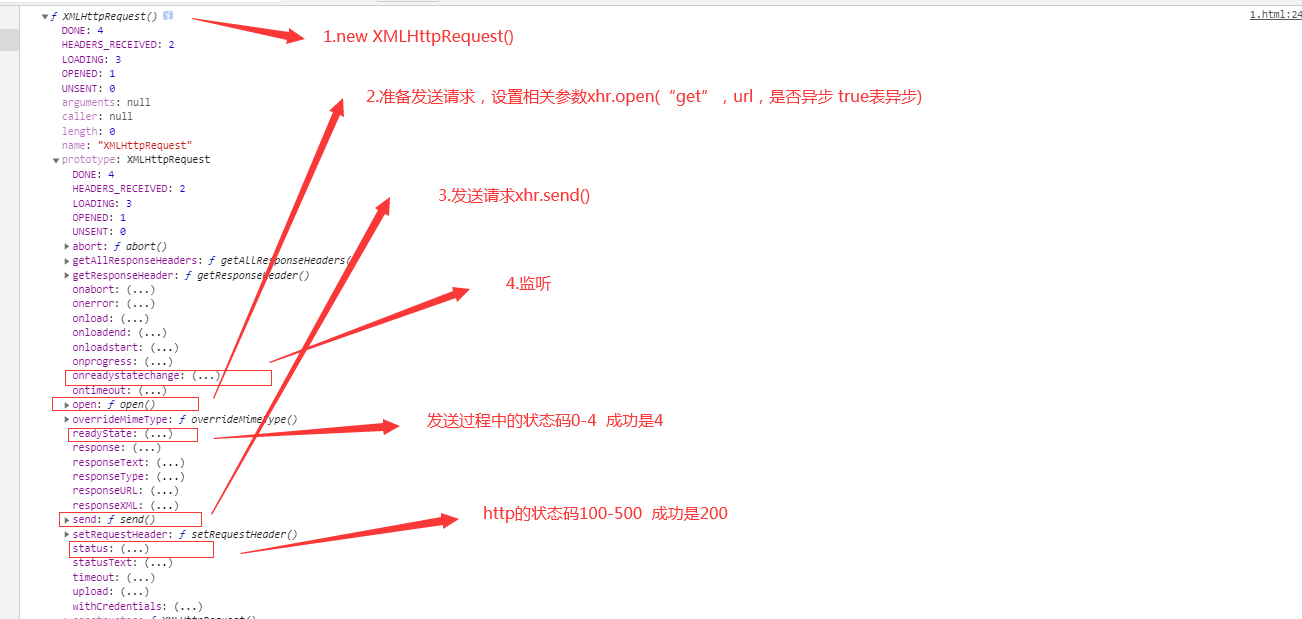 ▼ƒ XMLHttpRequest() i
1.html:24
DONE: 4
HEADERS_RECEIVED: 2
LOADING: 3
OPENED: 1
UNSENT: 0
arguments: null
caller: null
length: 0
name: "XMLHttpRequest"
▼prototype: XMLHttpRequest
DONE: 4
HEADERS_RECEIVED: 2
LOADING: 3
OPENED: 1
UNSENT: 0
▶abort: ƒ abort()
▶getAllResponseHeaders: ƒ getAllResponseHeaders(
▶getResponseHeader: ƒ getResponseHeader()
onabort: (...)
onerror: (...)
onload: (...)
onloadend: (...)
onloadstart: (...)
onprogress: (...)
onreadystatechange: (...)
ontimeout: (...)
▶open: ƒ open()
▶overrideMimeType: ƒ overrideMimeType()
readyState: (...)
response: (...)
responseText: (...)
responseType: (...)
responseURL: (...)
responseXML: (...)
▶send: ƒ send()
▶setRequestHeader: ƒ setRequestHeader()
status: (...)
statusText: (...)
timeout: (...)
upload: (...)
withCredentials: (...)
▶constructor: ƒ XMLHttpRequest()
1.new XMLHttpRequest()
2.准备发送请求，设置相关参数xhr.open(“get”，url，是否异步 true表异步)
3.发送请求xhr.send()
4.监听
发送过程中的状态码0-4 成功是4
http的状态码100-500 成功是200